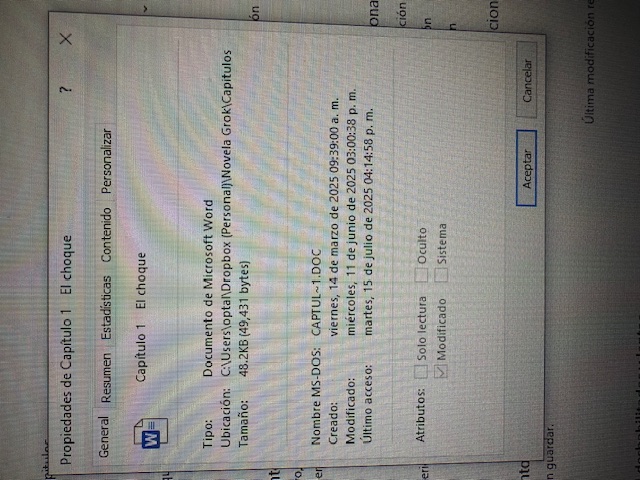 Propiedades de Capítulo 1 El choque ? X
General Resumen Estadísticas Contenido Personalizar
W
Capítulo 1 El choque
Tipo: Documento de Microsoft Word
Ubicación: C:\Users\optal\Dropbox (Personal)\Novela Grok\Capitulos
Tamaño: 48.2KB (49,431 bytes)
Nombre MS-DOS: CAPTUL~1.DOC
Creado: viernes, 14 de marzo de 2025 09:39:00 a. m.
Modificado: miércoles, 11 de junio de 2025 03:00:38 p. m.
Último acceso: martes, 15 de julio de 2025 04:14:58 p. m.
Atributos: Solo lectura Oculto
Modificado Sistema
Aceptar Cancelar
n guardar.
Última modificación re